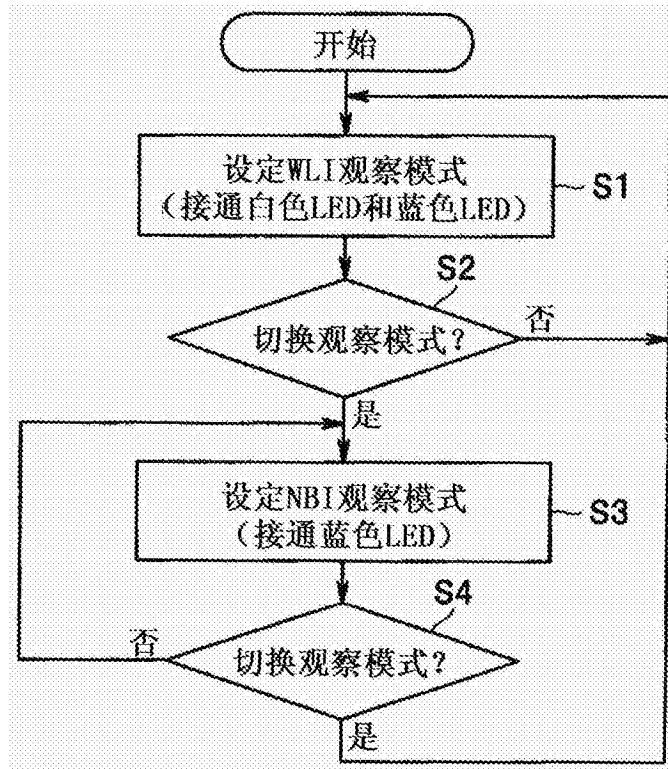 开始
设定WLI观察模式
(接通白色LED和蓝色LED)
S1
S2
切换观察模式?
否
是
设定NBI观察模式
(接通蓝色LED)
S3
S4
否
切换观察模式?
是